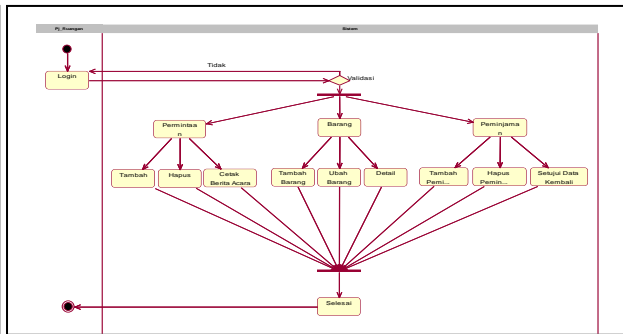 Pj_Ruangan
Sistem
Tidak
Login
Validasi
Permintaa
n
Barang
Peminjama
n
Tambah
Hapus
Cetak
Berita Acara
Tambah
Barang
Ubah
Barang
Detail
Tambah
Pemi...
Hapus
Pemin...
Setujui Data
Kembali
Selesai